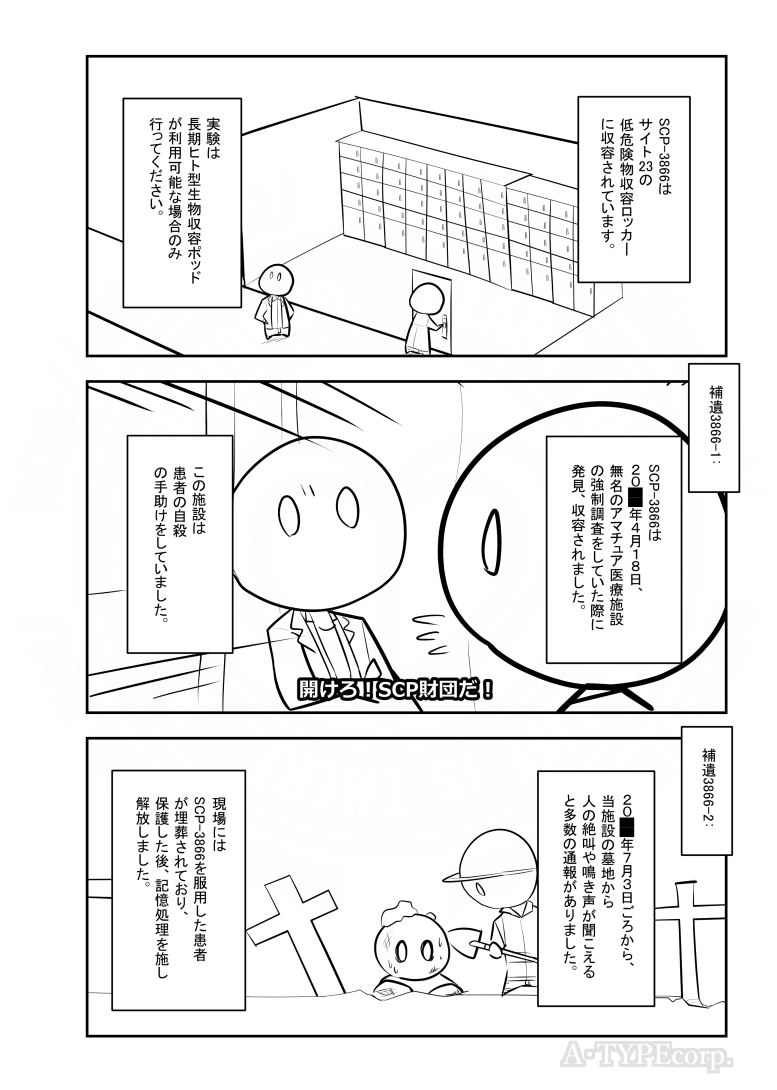 SCP-3866は
サイト23の
低危険物収容ロッカー
に収容されています。
実験は
長期ヒト型生物収容ポッド
が利用可能な場合のみ
行ってください。
補遺3866-1:
SCP-3866は
20██年4月18日、
無名のアマチュア医療施設
の強制調査をしていた際に
発見、収容されました。
この施設は
患者の自殺
の手助けをしていました。
開けろ！SCP財団だ！
補遺3866-2:
20██年7月3日ごろから、
当施設の墓地から
人の絶叫や鳴き声が聞こえる
と多数の通報がありました。
現場には
SCP-3866を服用した患者
が埋葬されており、
保護した後、記憶処理を施し
解放しました。
A-TYPEcorp.